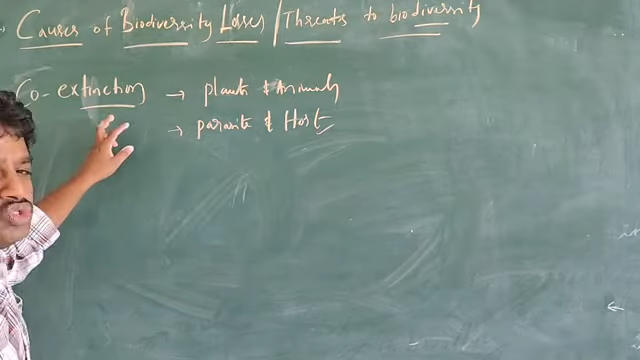 Causes of Biodiversity Losses / Threats to biodiversity
Co-extinction → plants & Animals
→ parasite & Host